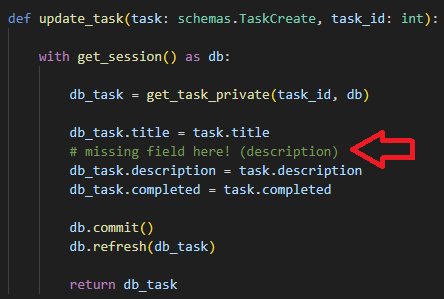 def update_task(task: schemas.TaskCreate, task_id: int):
with get_session() as db:
db_task = get_task_private(task_id, db)
db_task.title = task.title
# missing field here! (description)
db_task.description = task.description
db_task.completed = task.completed
db.commit()
db.refresh(db_task)
return db_task